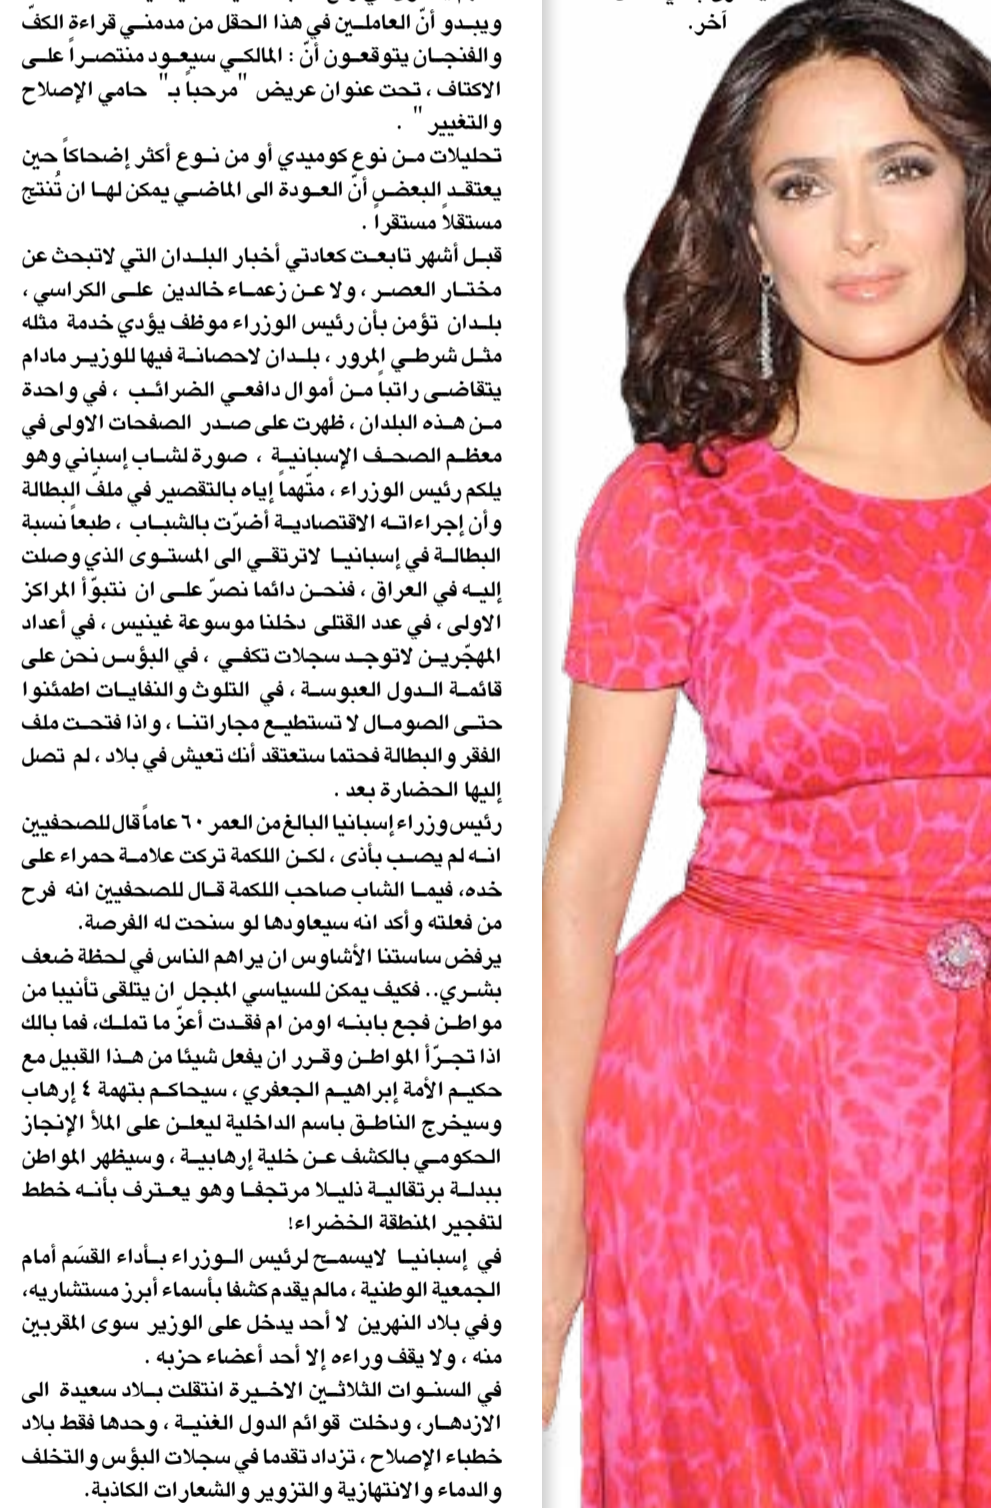 آخر.
ويبدو أنّ العاملين في هذا الحقل من مدمني قراءة الكفّ
والفنجان يتوقعون أنّ : المالكي سيعود منتصراً على
الاكتاف ، تحت عنوان عريض "مرحباً بـ" حامي الإصلاح
والتغيير " .
تحليلات من نوع كوميدي أو من نوع أكثر إضحاكاً حين
يعتقد البعض أنّ العودة الى الماضي يمكن لها ان تُنتج
مستقلاً مستقراً .
قبل أشهر تابعت كعادتي أخبار البلدان التي لاتبحث عن
مختار العصر ، ولا عن زعماء خالدين على الكراسي ،
بلدان تؤمن بأن رئيس الوزراء موظف يؤدي خدمة مثله
مثل شرطي المرور ، بلدان لاحصانة فيها للوزير مادام
يتقاضى راتباً من أموال دافعي الضرائب ، في واحدة
من هذه البلدان ، ظهرت على صدر الصفحات الاولى في
معظم الصحف الإسبانية ، صورة لشاب إسباني وهو
يلكم رئيس الوزراء ، متّهماً إياه بالتقصير في ملفّ البطالة
وأن إجراءاته الاقتصادية أضرّت بالشباب ، طبعاً نسبة
البطالة في إسبانيا لاترتقي الى المستوى الذي وصلت
إليه في العراق ، فنحن دائما نصرّ على ان نتبوّأ المراكز
الاولى ، في عدد القتلى دخلنا موسوعة غينيس ، في أعداد
المهجّرين لاتوجد سجلات تكفي ، في البؤس نحن على
قائمة الدول العبوسة ، في التلوث والنفايات اطمئنوا
حتى الصومال لا تستطيع مجاراتنا ، واذا فتحت ملف
الفقر والبطالة فحتما ستعتقد أنك تعيش في بلاد ، لم تصل
إليها الحضارة بعد .
رئيس وزراء إسبانيا البالغ من العمر ٦٠ عاماً قال للصحفيين
انه لم يصب بأذى ، لكن اللكمة تركت علامة حمراء على
خده، فيما الشاب صاحب اللكمة قال للصحفيين انه فرح
من فعلته وأكد انه سيعاودها لو سنحت له الفرصة.
يرفض ساستنا الأشاوس ان يراهم الناس في لحظة ضعف
بشري.. فكيف يمكن للسياسي المبجل ان يتلقى تأنيبا من
مواطن فجع بابنه اومن ام فقدت أعزّ ما تملك، فما بالك
اذا تجرّأ المواطن وقرر ان يفعل شيئا من هذا القبيل مع
حكيم الأمة إبراهيم الجعفري ، سيحاكم بتهمة ٤ إرهاب
وسيخرج الناطق باسم الداخلية ليعلن على الملأ الإنجاز
الحكومي بالكشف عن خلية إرهابية ، وسيظهر المواطن
ببدلة برتقالية ذليلا مرتجفا وهو يعترف بأنه خطط
لتفجير المنطقة الخضراء!
في إسبانيا لايسمح لرئيس الوزراء بأداء القسَم أمام
الجمعية الوطنية ، مالم يقدم كشفا بأسماء أبرز مستشاريه،
وفي بلاد النهرين لا أحد يدخل على الوزير سوى المقربين
منه ، ولا يقف وراءه إلا أحد أعضاء حزبه .
في السنوات الثلاثين الاخيرة انتقلت بلاد سعيدة الى
الازدهار، ودخلت قوائم الدول الغنية ، وحدها فقط بلاد
خطباء الإصلاح ، تزداد تقدما في سجلات البؤس والتخلف
والدماء والانتهازية والتزوير والشعارات الكاذبة.